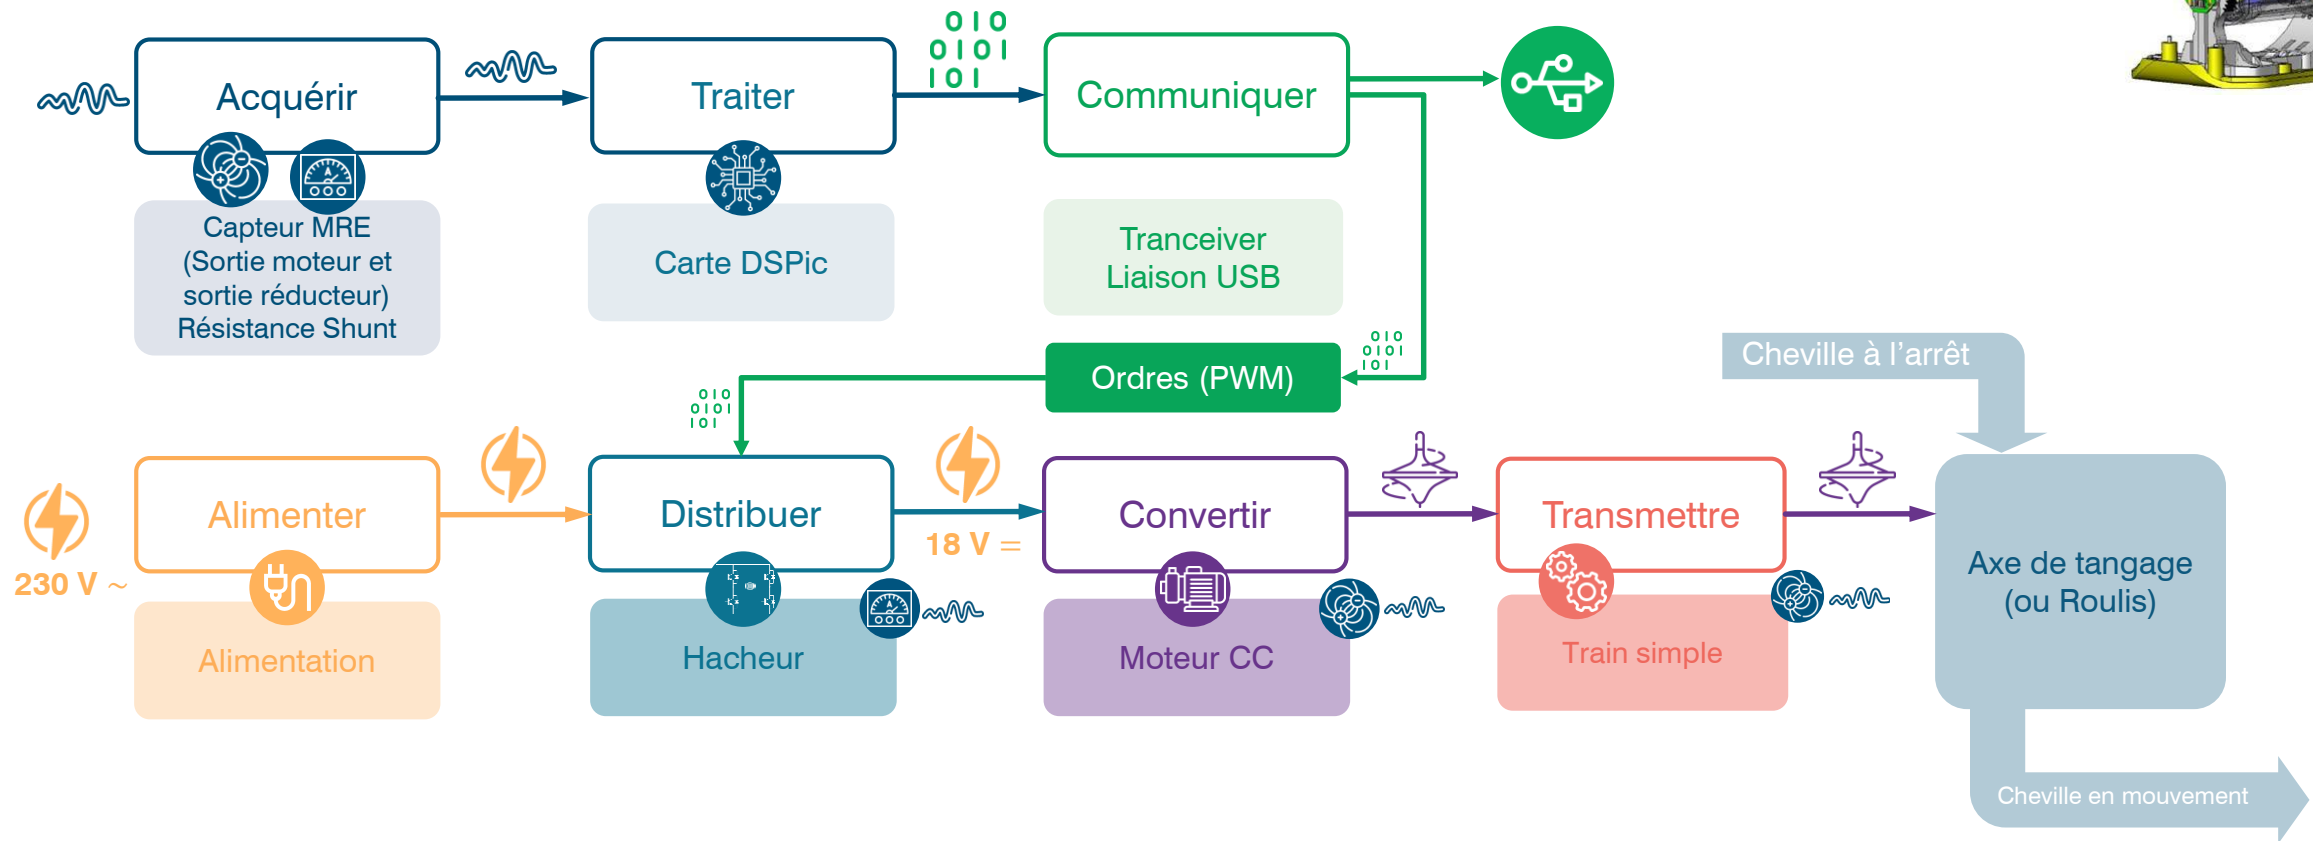 010
0101
101
Acquérir
Traiter
Communiquer
Capteur MRE
(Sortie moteur et
sortie réducteur)
Résistance Shunt
Carte DSPic
Tranceiver
Liaison USB
Ordres (PWM)
010
0101
101
010
0101
101
Cheville à l’arrêt
Alimenter
Distribuer
Convertir
Transmettre
230 V ~
18 V =
Axe de tangage
(ou Roulis)
Alimentation
Hacheur
Moteur CC
Train simple
A
A
Cheville en mouvement